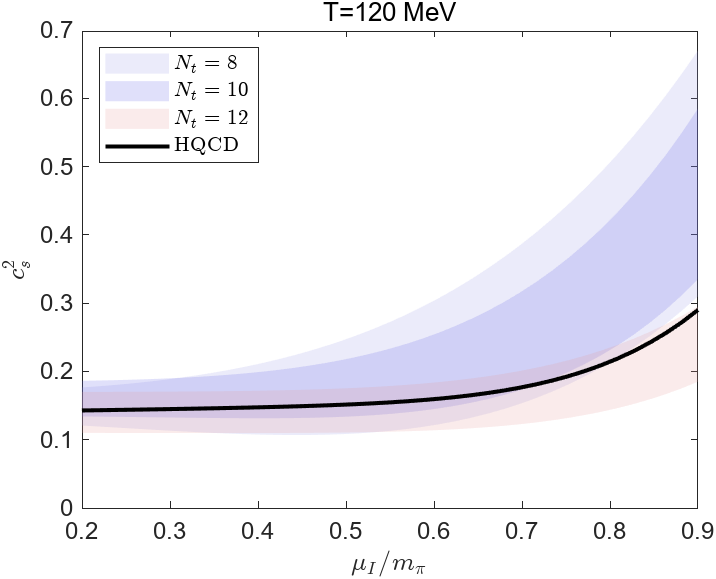 T=120 MeV
N_t = 8
N_t = 10
N_t = 12
HQCD
0.7
0.6
0.5
0.4
0.3
0.2
0.1
0
c_s^2
0.2 0.3 0.4 0.5 0.6 0.7 0.8 0.9
μ_I/m_π